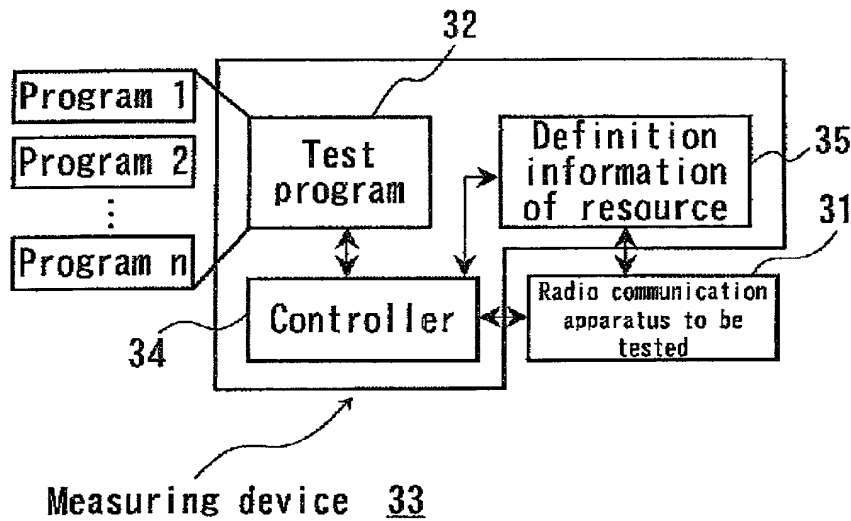 32
Program 1
Program 2
⋮
Program n
Test
program
Definition
information
of resource
35
31
Controller
34
Radio communication
apparatus to be
tested
Measuring device 33